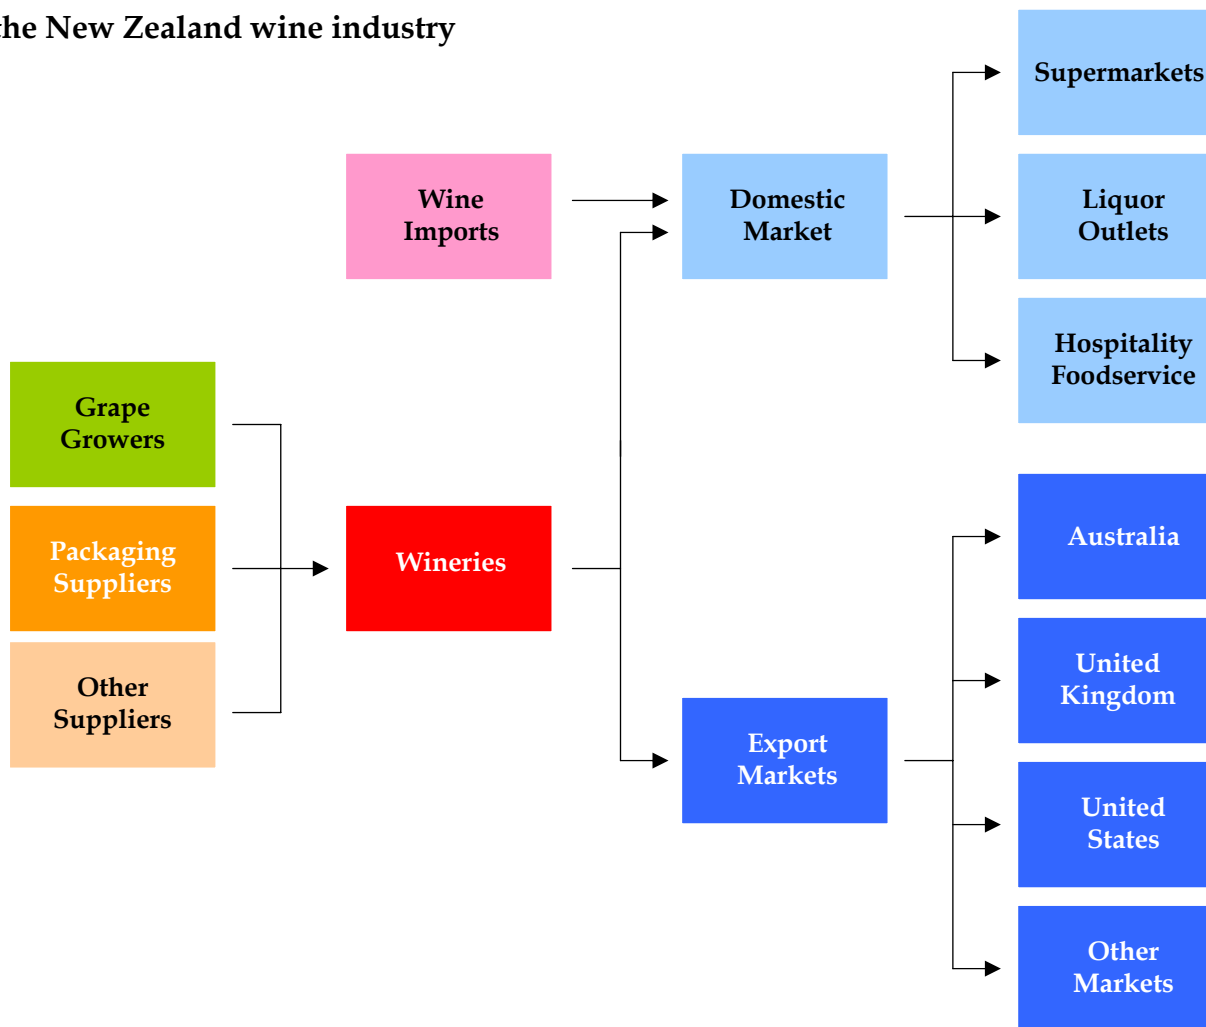 the New Zealand wine industry
Supermarkets
Wine
Imports
Domestic
Market
Liquor
Outlets
Hospitality
Foodservice
Grape
Growers
Packaging
Suppliers
Wineries
Australia
Other
Suppliers
United
Kingdom
Export
Markets
United
States
Other
Markets